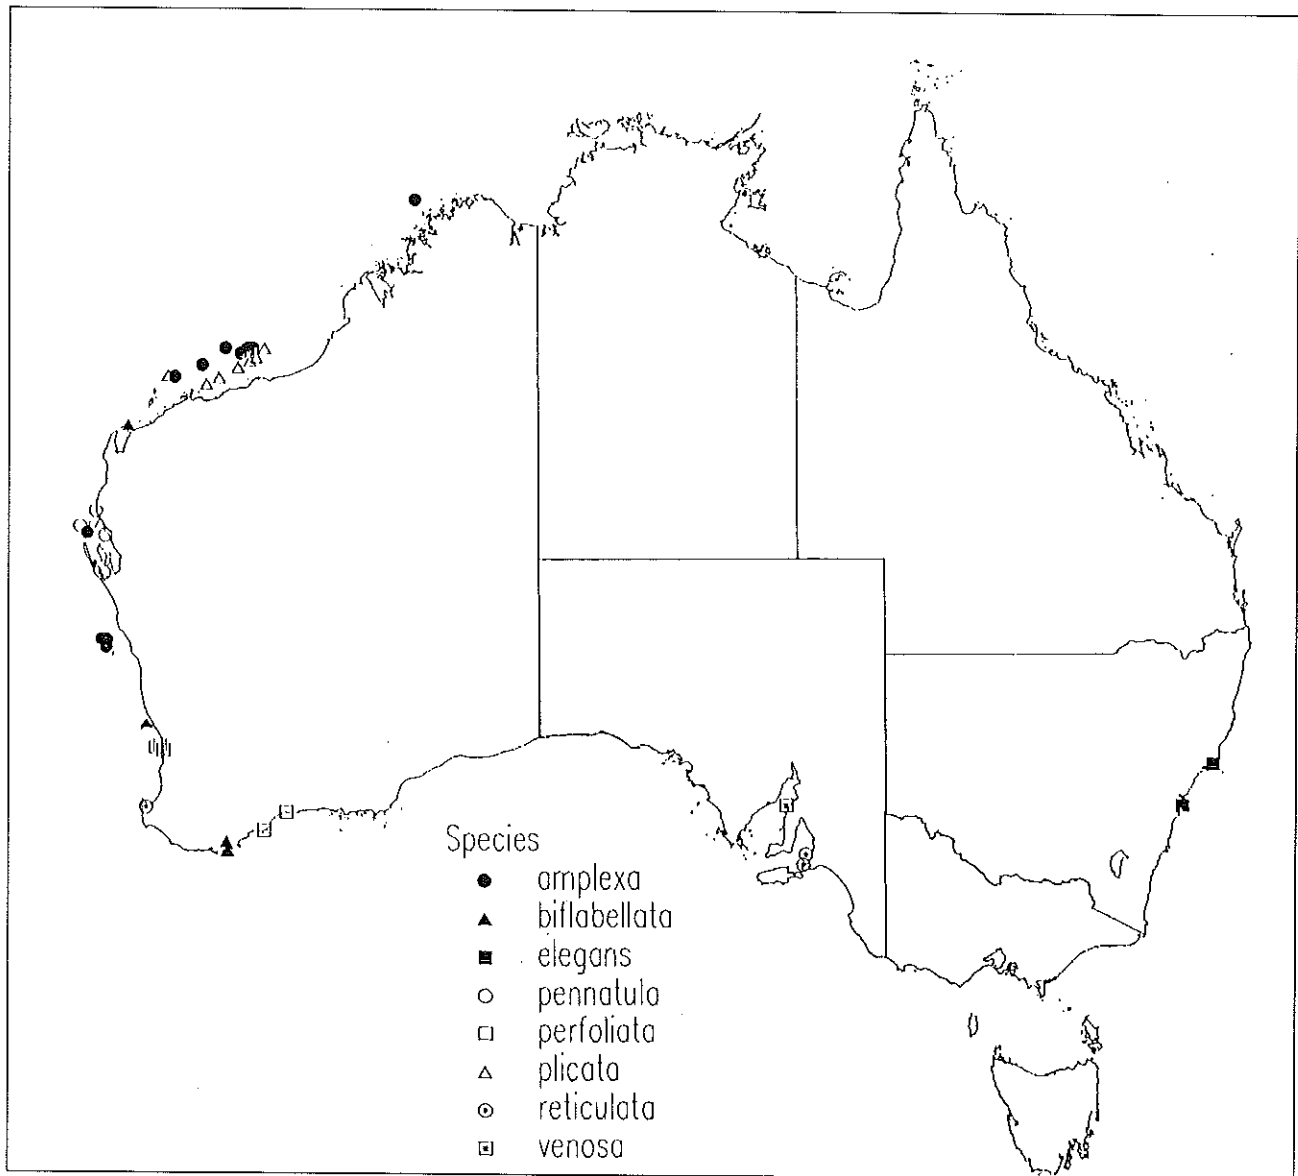 Species
amplexa
biflabellata
elegans
pennatula
perfoliata
plicata
reticulata
venosa